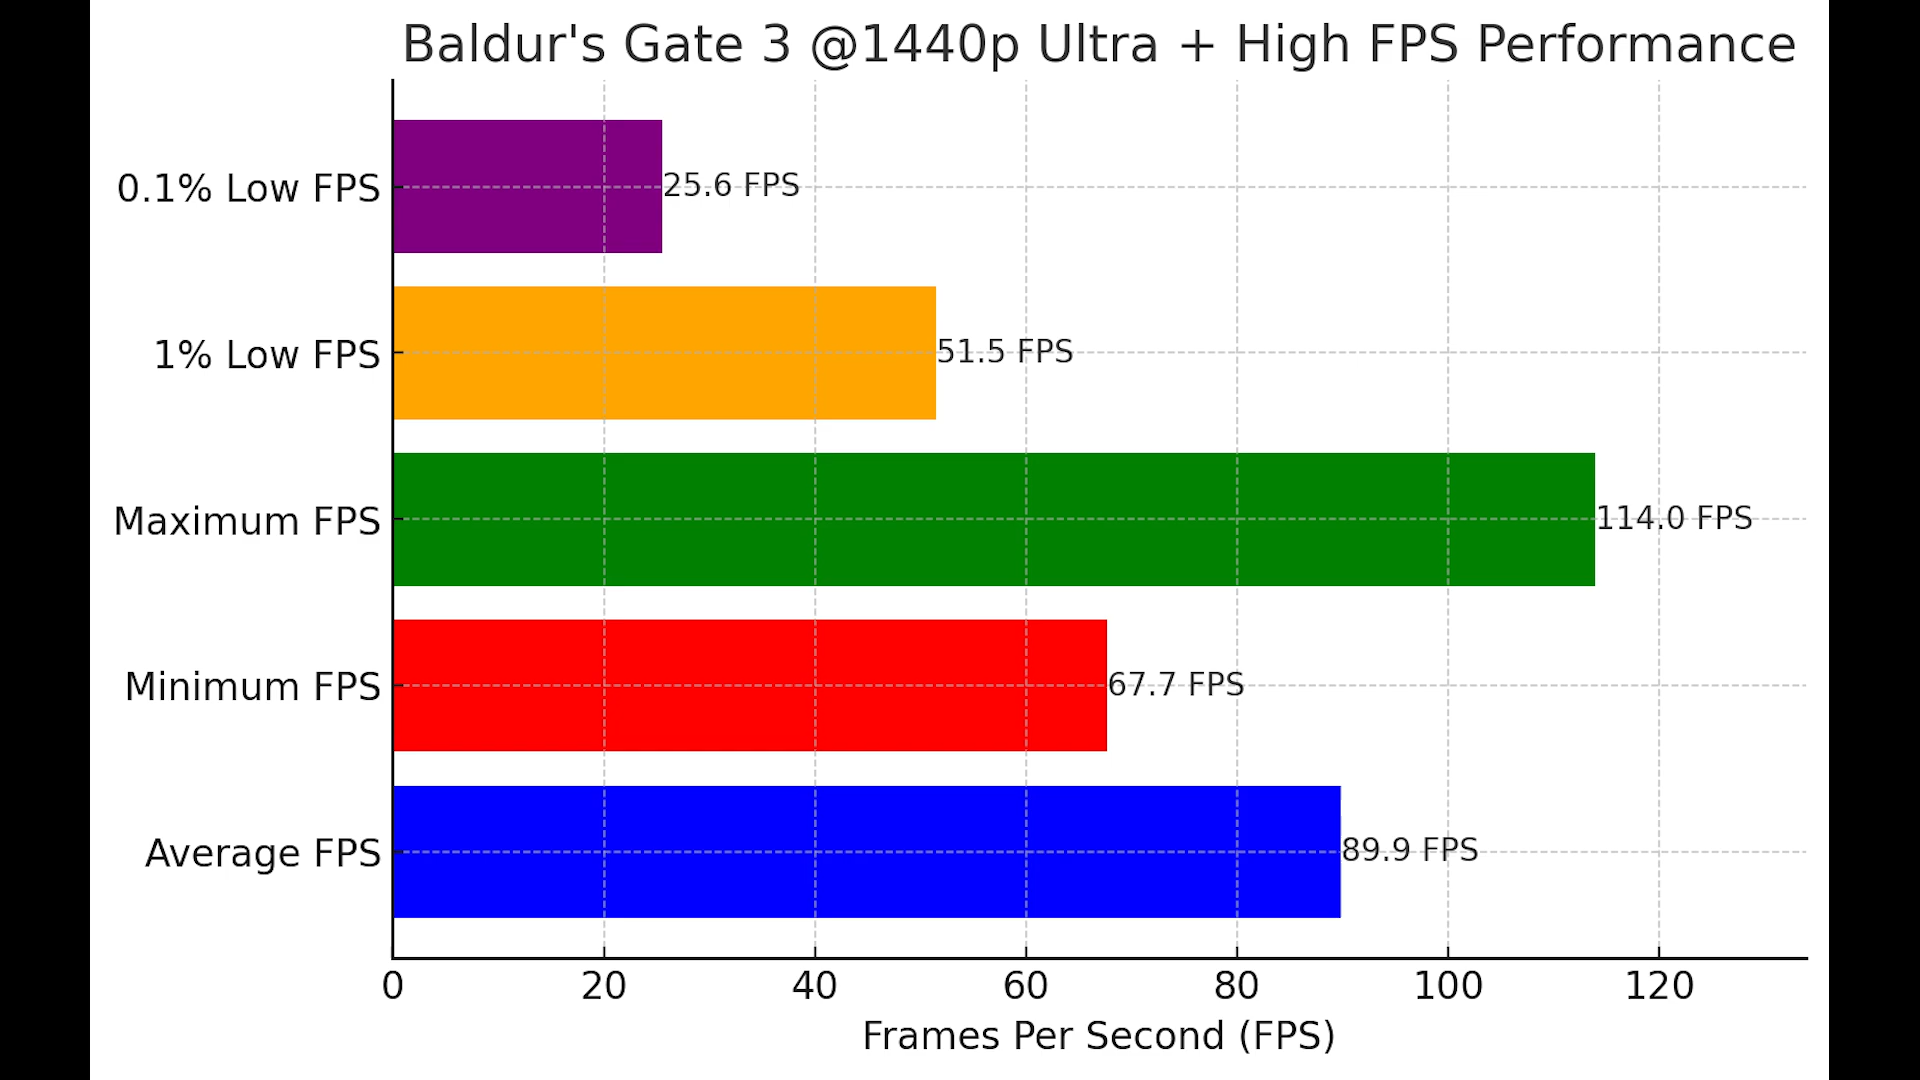 Baldur's Gate 3 @1440p Ultra + High FPS Performance
0.1% Low FPS
25.6 FPS
1% Low FPS
51.5 FPS
Maximum FPS
114.0 FPS
Minimum FPS
67.7 FPS
Average FPS
89.9 FPS
0 20 40 60 80 100 120
Frames Per Second (FPS)